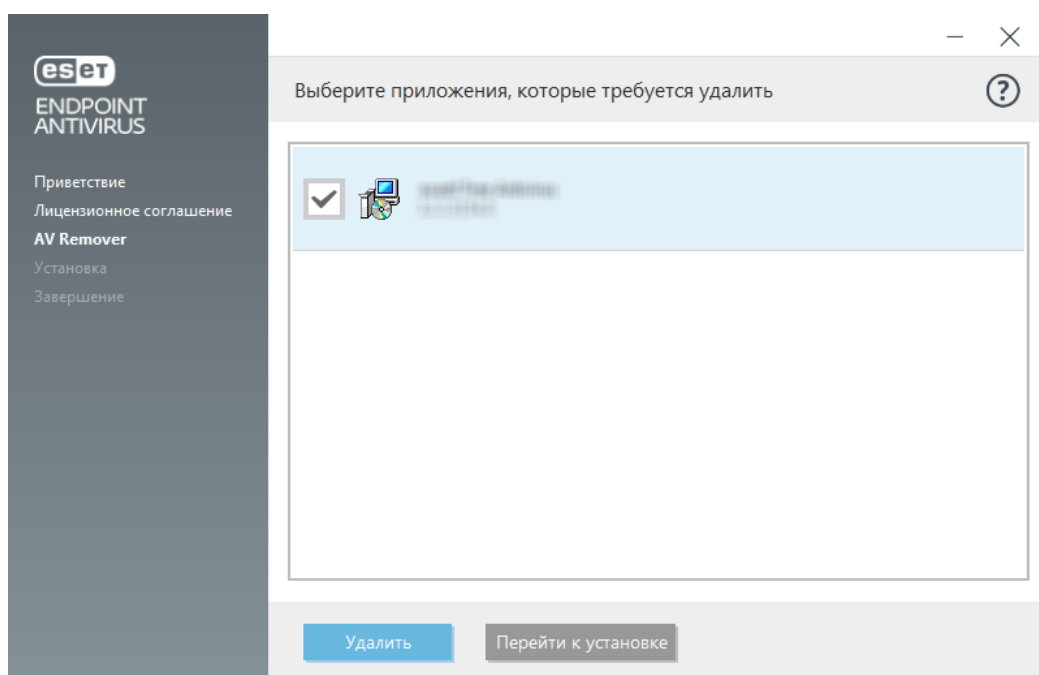 eset
ENDPOINT
ANTIVIRUS
Приветствие
Лицензионное соглашение
AV Remover
Установка
Завершение
Выберите приложения, которые требуется удалить
?
Удалить
Перейти к установке